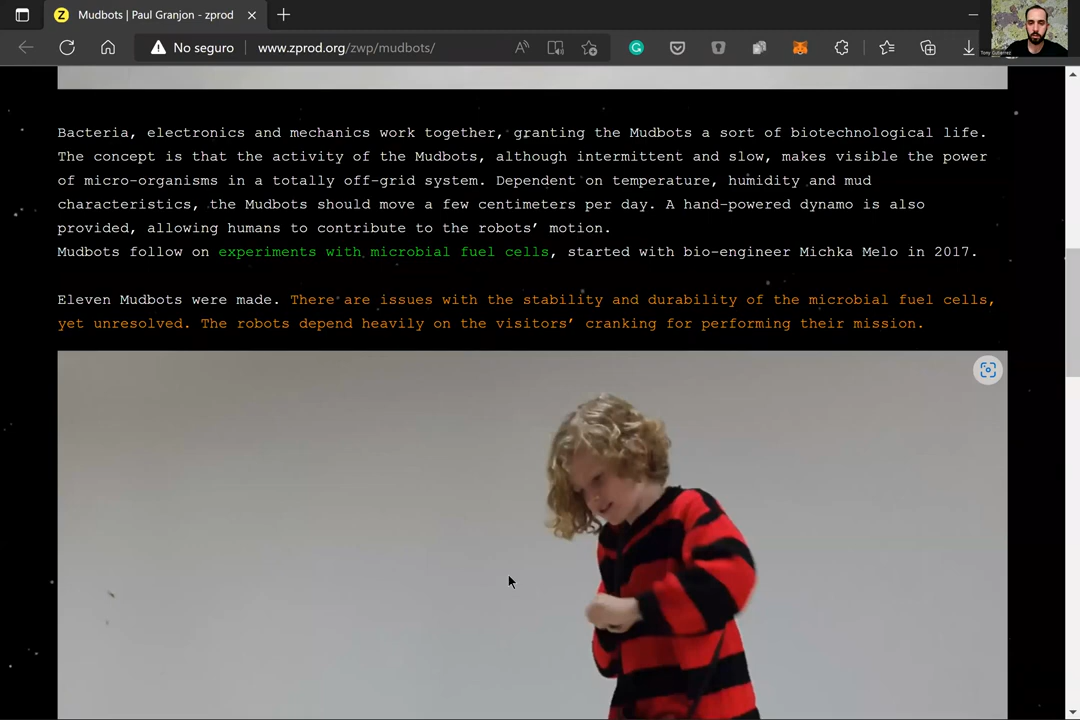 Mudbots | Paul Granjon - zprod
No seguro
www.zprod.org/zwp/mudbots/
Tony Gutierrez
Bacteria, electronics and mechanics work together, granting the Mudbots a sort of biotechnological life.
The concept is that the activity of the Mudbots, although intermittent and slow, makes visible the power
of micro-organisms in a totally off-grid system. Dependent on temperature, humidity and mud
characteristics, the Mudbots should move a few centimeters per day. A hand-powered dynamo is also
provided, allowing humans to contribute to the robots’ motion.
Mudbots follow on experiments with microbial fuel cells, started with bio-engineer Michka Melo in 2017.
Eleven Mudbots were made. There are issues with the stability and durability of the microbial fuel cells,
yet unresolved. The robots depend heavily on the visitors’ cranking for performing their mission.